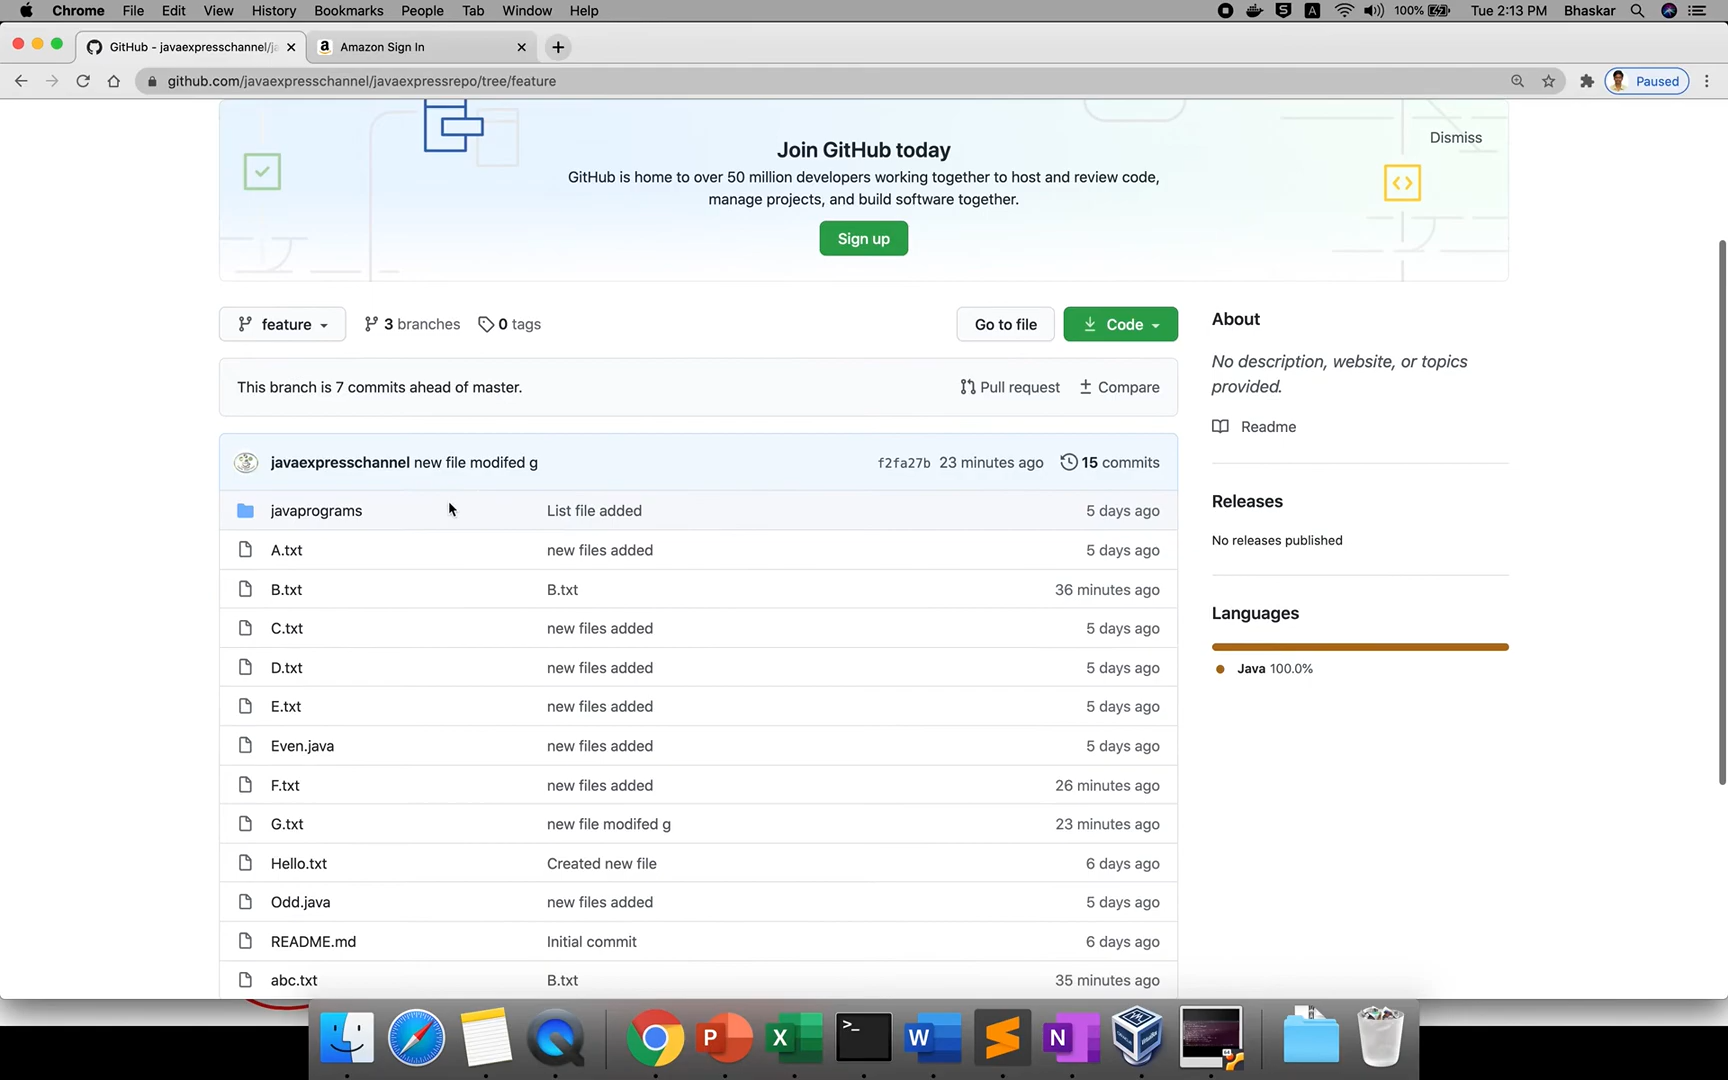 Chrome File Edit View History Bookmarks People Tab Window Help 100% Tue 2:13 PM Bhaskar
GitHub - javaexpresschannel/ja Amazon Sign In
github.com/javaexpresschannel/javaexpressrepo/tree/feature Paused
Join GitHub today
Dismiss
GitHub is home to over 50 million developers working together to host and review code,
manage projects, and build software together.
Sign up
feature 3 branches 0 tags Go to file Code
This branch is 7 commits ahead of master. Pull request Compare
javaexpresschannel new file modifed g f2fa27b 23 minutes ago 15 commits
javaprograms List file added 5 days ago
A.txt new files added 5 days ago
B.txt B.txt 36 minutes ago
C.txt new files added 5 days ago
D.txt new files added 5 days ago
E.txt new files added 5 days ago
Even.java new files added 5 days ago
F.txt new files added 26 minutes ago
G.txt new file modifed g 23 minutes ago
Hello.txt Created new file 6 days ago
Odd.java new files added 5 days ago
README.md Initial commit 6 days ago
abc.txt B.txt 35 minutes ago
About
No description, website, or topics
provided.
Readme
Releases
No releases published
Languages
Java 100.0%
P X >_ W N